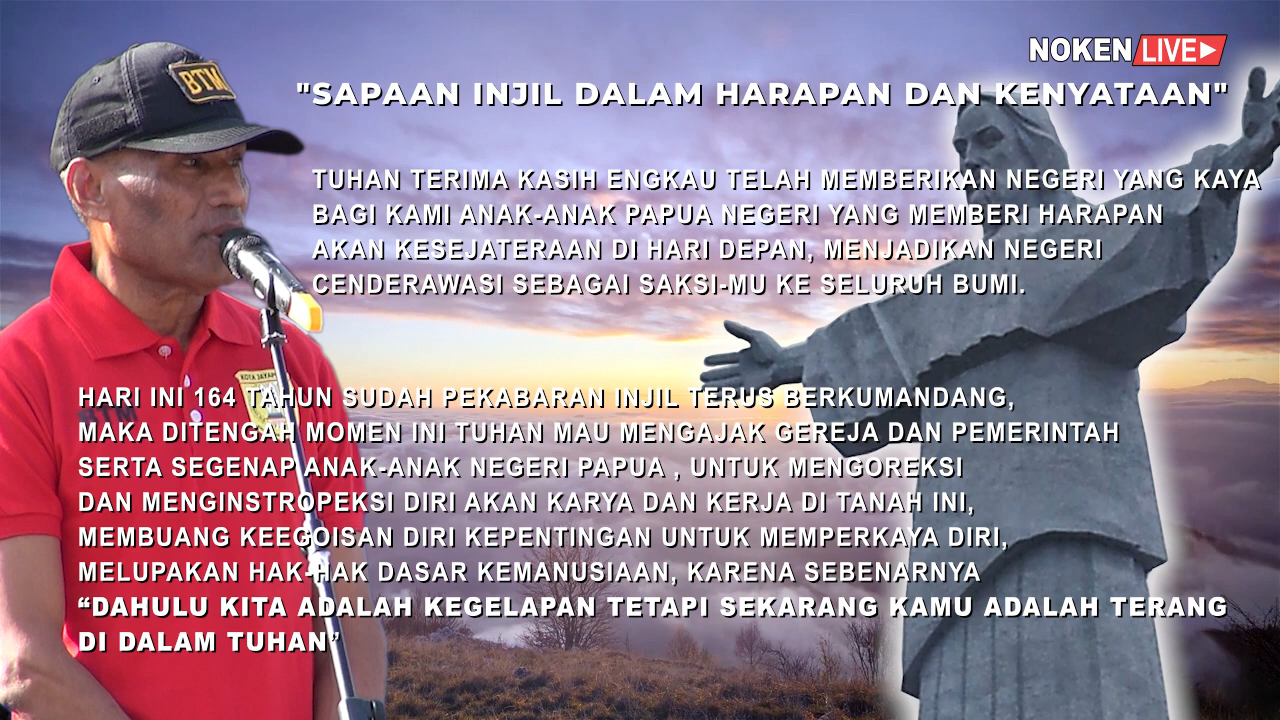 NOKEN LIVE
"SAPAAN INJIL DALAM HARAPAN DAN KENYATAAN"
BTM
TUHAN TERIMA KASIH ENGKAU TELAH MEMBERIKAN NEGERI YANG KAYA
BAGI KAMI ANAK-ANAK PAPUA NEGERI YANG MEMBERI HARAPAN
AKAN KESEJATERAAN DI HARI DEPAN, MENJADIKAN NEGERI
CENDERAWASI SEBAGAI SAKSI-MU KE SELURUH BUMI.
HARI INI 164 TAHUN SUDAH PEKABARAN INJIL TERUS BERKUMANDANG,
MAKA DITENGAH MOMEN INI TUHAN MAU MENGAJAK GEREJA DAN PEMERINTAH
SERTA SEGENAP ANAK-ANAK NEGERI PAPUA , UNTUK MENGOREKSI
DAN MENGINSTROPEKSI DIRI AKAN KARYA DAN KERJA DI TANAH INI,
MEMBUANG KEEGOISAN DIRI KEPENTINGAN UNTUK MEMPERKAYA DIRI,
MELUPAKAN HAK-HAK DASAR KEMANUSIAAN, KARENA SEBENARNYA
“DAHULU KITA ADALAH KEGELAPAN TETAPI SEKARANG KAMU ADALAH TERANG
DI DALAM TUHAN”